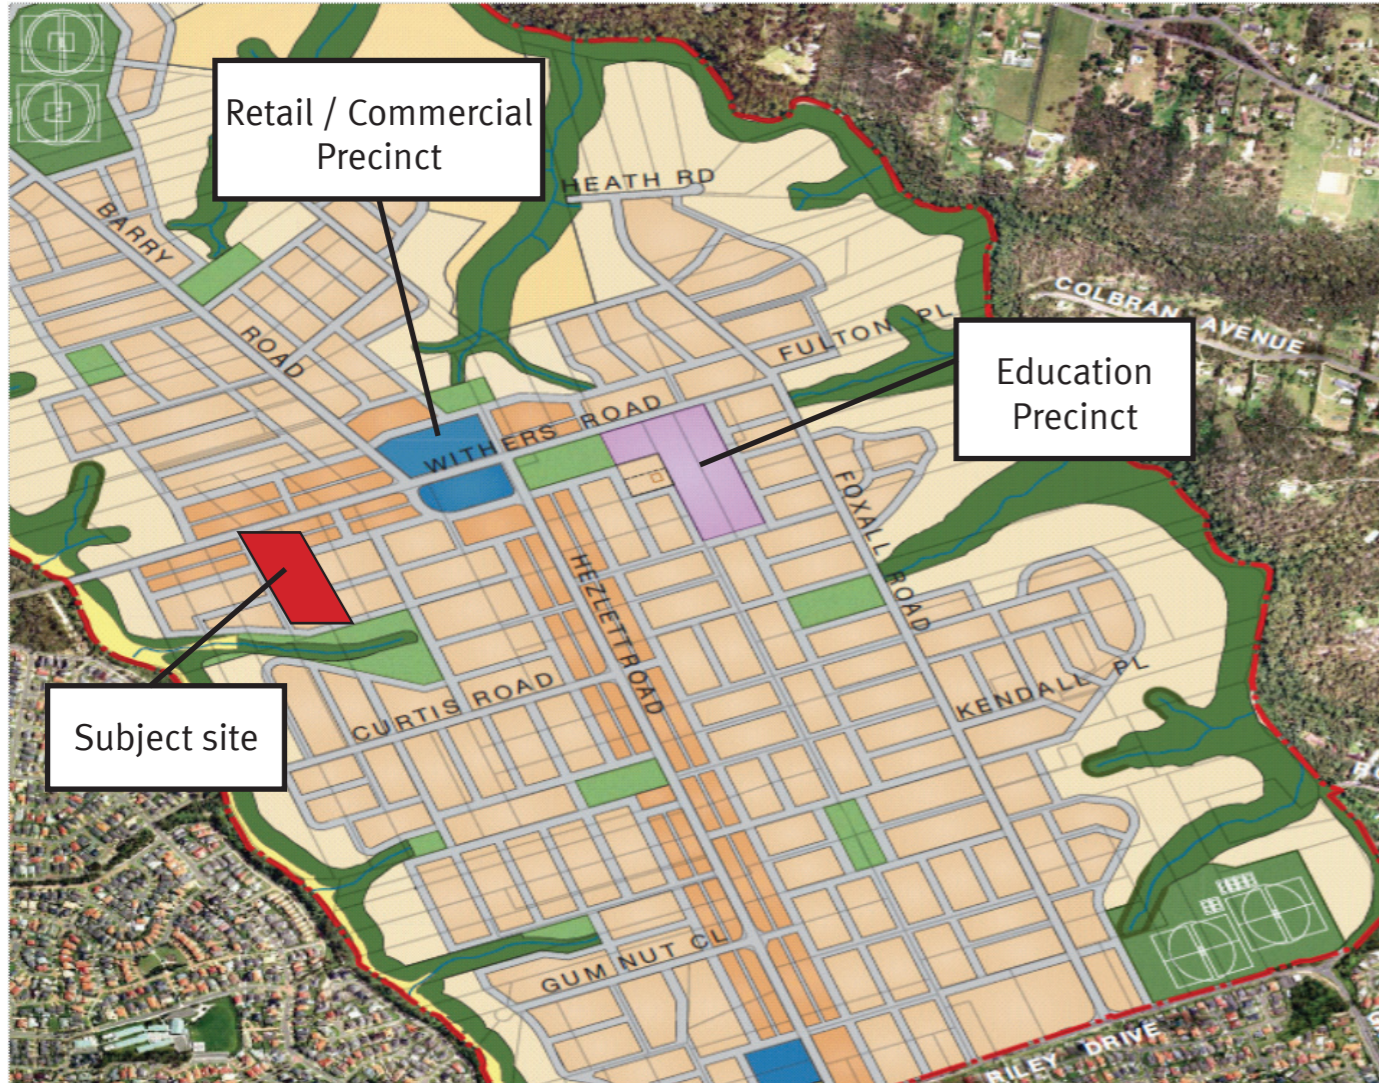 Retail / Commercial
Precinct
HEATH RD
BARRY
ROAD
COLBRAN AVENUE
FULTON PL
Education
Precinct
WITHERS ROAD
FOXALL ROAD
HEZLETT ROAD
KENDALL PL
CURTIS ROAD
Subject site
GUM NUT CL
RILEY DRIVE